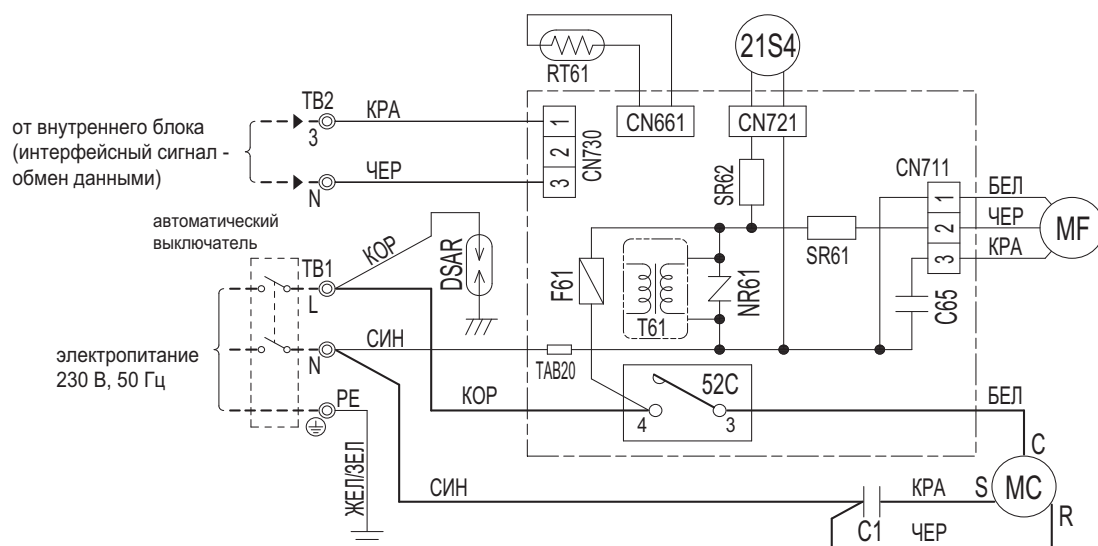 RT61
21S4
CN661
CN721
от внутреннего блока
(интерфейсный сигнал -
обмен данными)
TB2
3
КРА
N
ЧЕР
1
2
3
CN730
SR62
CN711
1
2
3
БЕЛ
ЧЕР
КРА
MF
автоматический
выключатель
КОР
DSAR
F61
T61
NR61
SR61
C65
TB1
L
СИН
N
TAB20
электропитание
230 В, 50 Гц
КОР
52C
4
3
БЕЛ
PE
ЖЕЛ/ЗЕЛ
СИН
C1
КРА
ЧЕР
C
S
MC
R